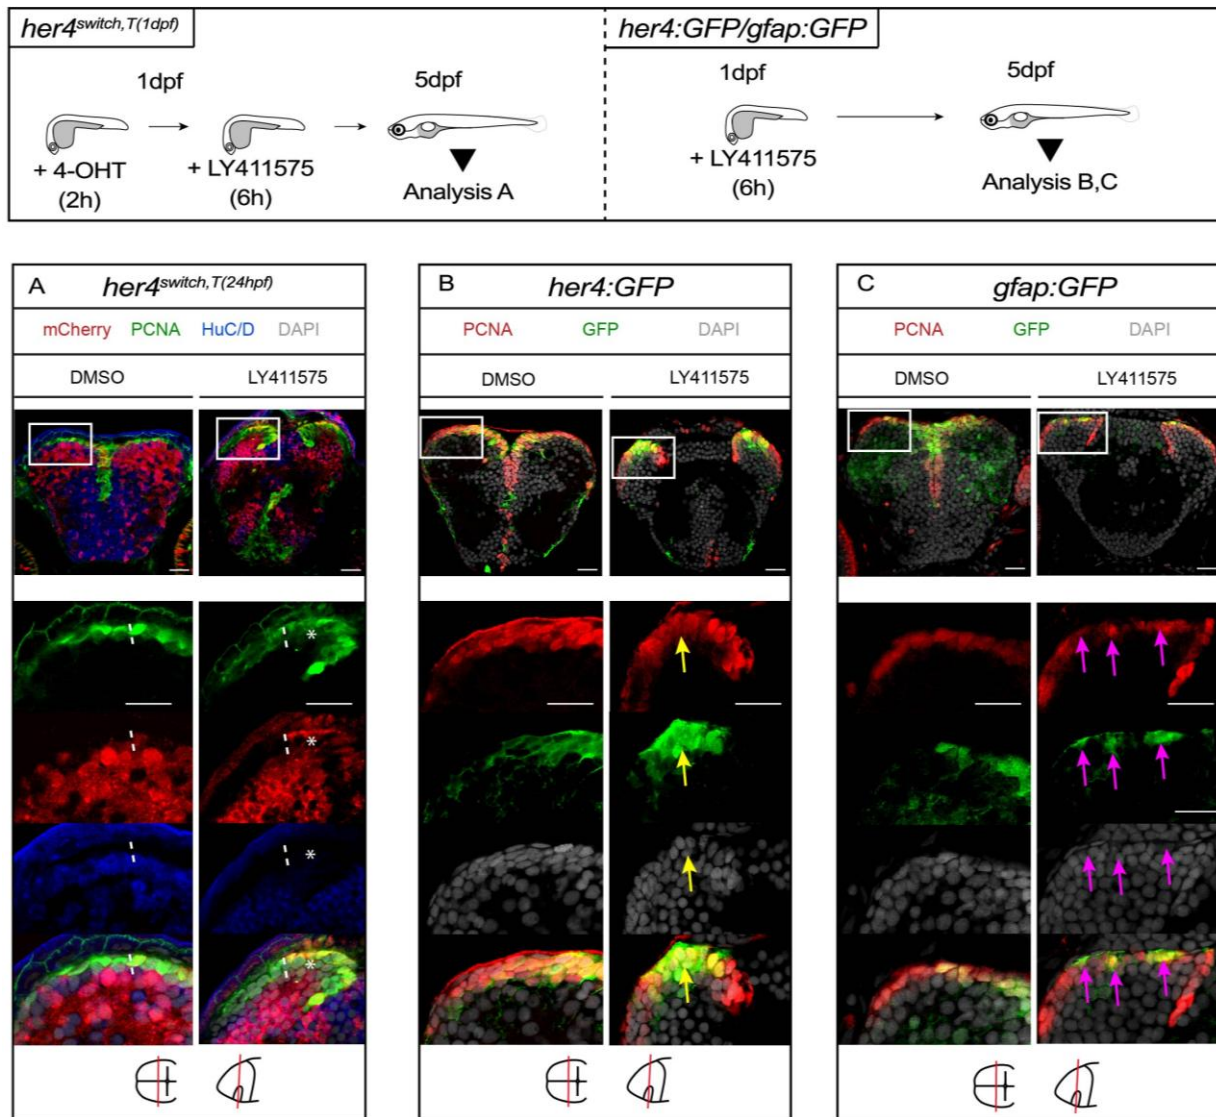 her4switch,T(1dpf)
1dpf
5dpf
+ 4-OHT
(2h)
+ LY411575
(6h)
Analysis A
her4:GFP/gfap:GFP
1dpf
5dpf
+ LY411575
(6h)
Analysis B,C
A her4switch,T(24hpf)
mCherry PCNA HuC/D DAPI
DMSO LY411575
*
*
*
*
B her4:GFP
PCNA GFP DAPI
DMSO LY411575
C gfap:GFP
PCNA GFP DAPI
DMSO LY411575